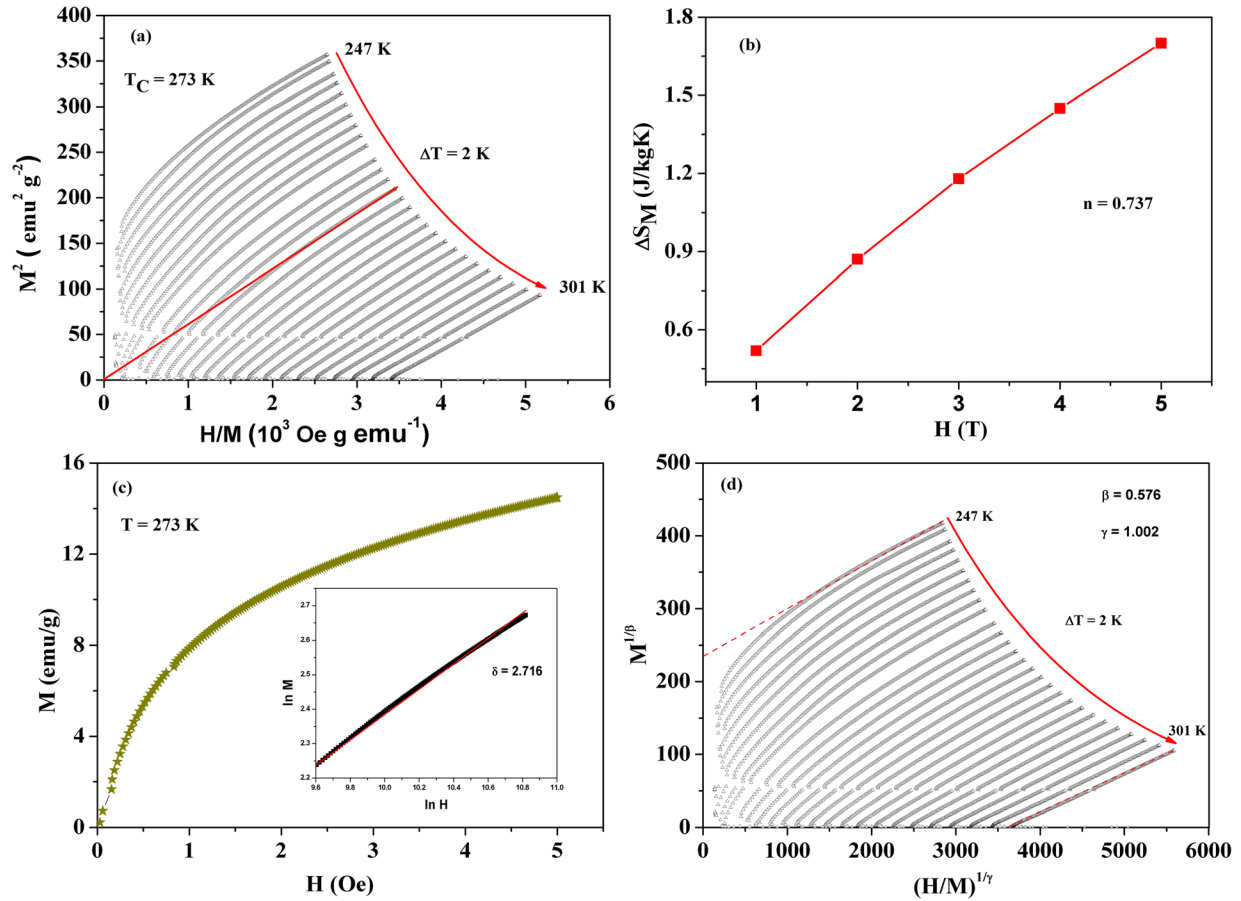 (a)
247 K
T_C = 273 K
ΔT = 2 K
301 K
M² ( emu² g⁻²)
400
350
300
250
200
150
100
50
0
0 1 2 3 4 5 6
H/M (10³ Oe g emu⁻¹)
(b)
n = 0.737
ΔS_M (J/kgK)
1.8
1.5
1.2
0.9
0.6
1 2 3 4 5
H (T)
(c)
T = 273 K
M (emu/g)
16
12
8
4
0
0 1 2 3 4 5
H (Oe)
δ = 2.716
ln M
2.7
2.6
2.5
2.4
2.3
2.2
9.6 9.8 10.0 10.2 10.4 10.6 10.8 11.0
ln H
(d)
β = 0.576
γ = 1.002
247 K
ΔT = 2 K
301 K
M^{1/β}
500
400
300
200
100
0
0 1000 2000 3000 4000 5000 6000
(H/M)^{1/γ}